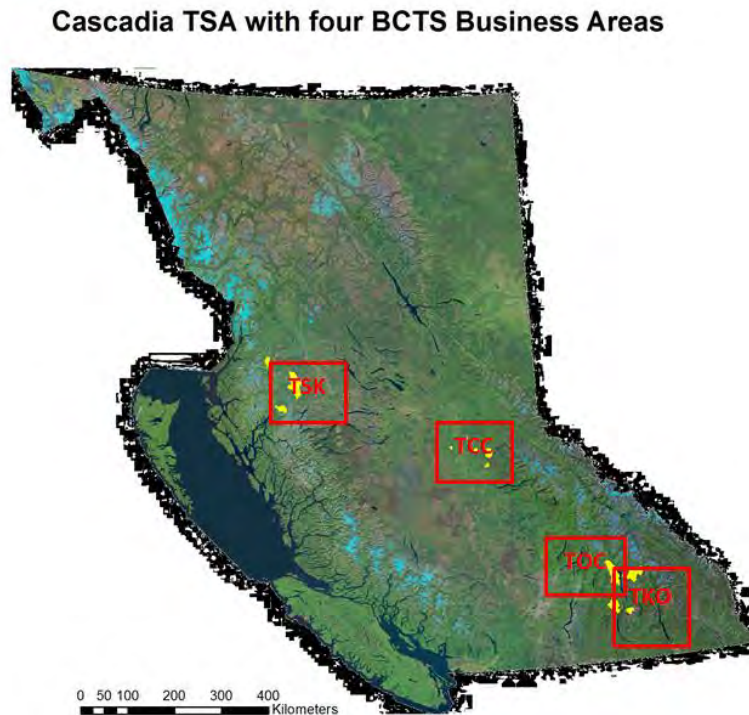 Cascadia TSA with four BCTS Business Areas
TSK
TCC
TOC
TKO
0 50 100 200 300 400
Kilometers